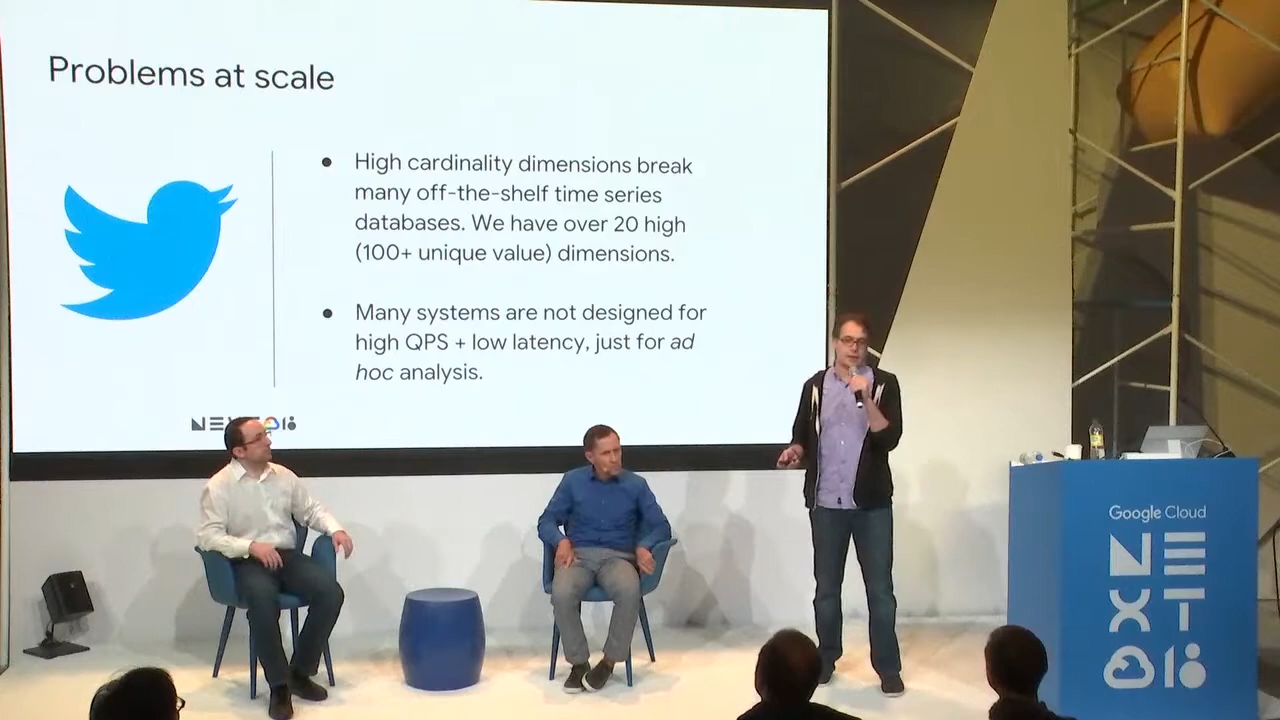 Problems at scale
● High cardinality dimensions break
many off-the-shelf time series
databases. We have over 20 high
(100+ unique value) dimensions.
● Many systems are not designed for
high QPS + low latency, just for ad
hoc analysis.
Google Cloud
NE
XT
18